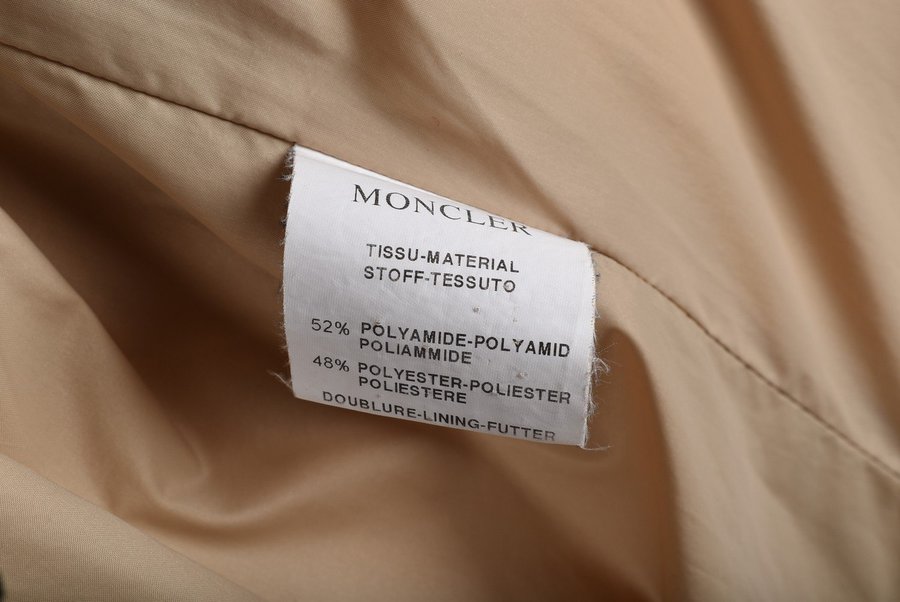 MONCLER
TISSU-MATERIAL
STOFF-TESSUTO
52% POLYAMIDE-POLYAMID
POLIAMMIDE
48% POLYESTER-POLIESTER
POLIESTERE
DOUBLURE-LINING-FUTTER